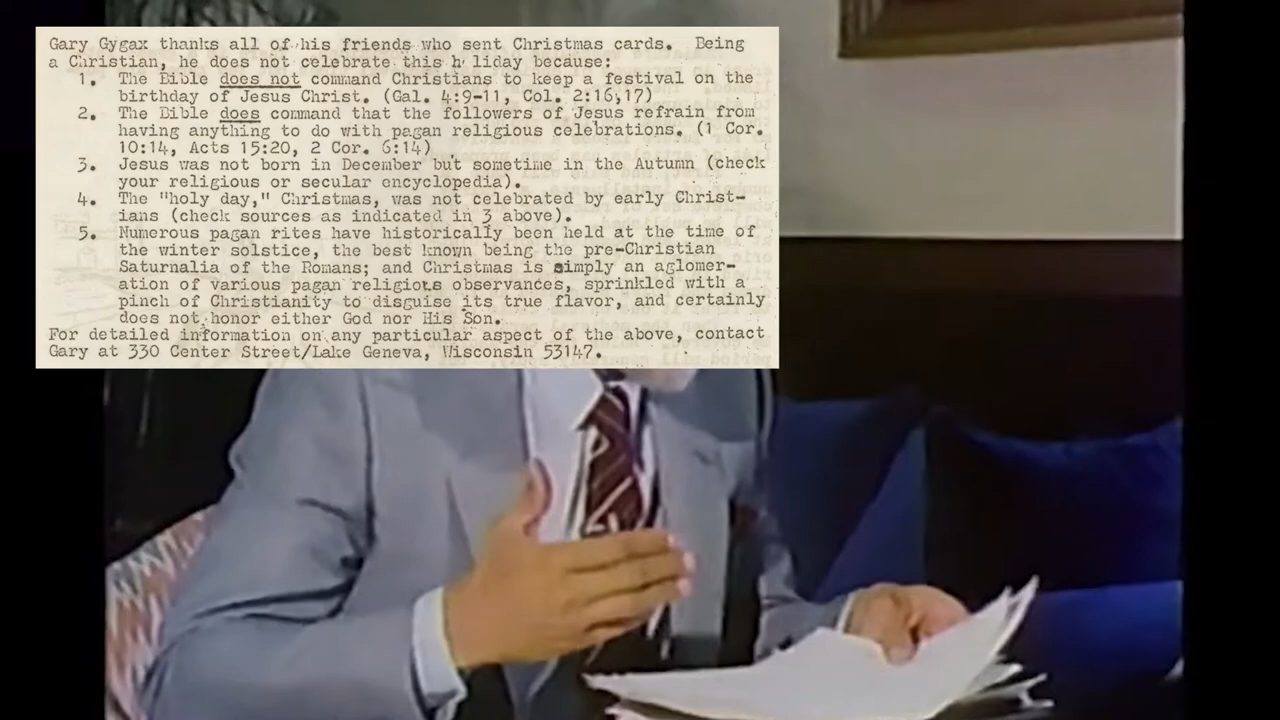 Gary Gygax thanks all of his friends who sent Christmas cards. Being
a Christian, he does not celebrate this h liday because:
1. The Bible does not command Christians to keep a festival on the
birthday of Jesus Christ. (Gal. 4:9-11, Col. 2:16,17)
2. The Bible does command that the followers of Jesus refrain from
having anything to do with pagan religious celebrations. (1 Cor.
10:14, Acts 15:20, 2 Cor. 6:14)
3. Jesus was not born in December but sometime in the Autumn (check
your religious or secular encyclopedia).
4. The "holy day," Christmas, was not celebrated by early Christ-
ians (check sources as indicated in 3 above).
5. Numerous pagan rites have historically been held at the time of
the winter solstice, the best known being the pre-Christian
Saturnalia of the Romans; and Christmas is simply an aglomer-
ation of various pagan religious observances, sprinkled with a
pinch of Christianity to disguise its true flavor, and certainly
does not honor either God nor His Son.
For detailed information on any particular aspect of the above, contact
Gary at 330 Center Street/Lake Geneva, Wisconsin 53147.